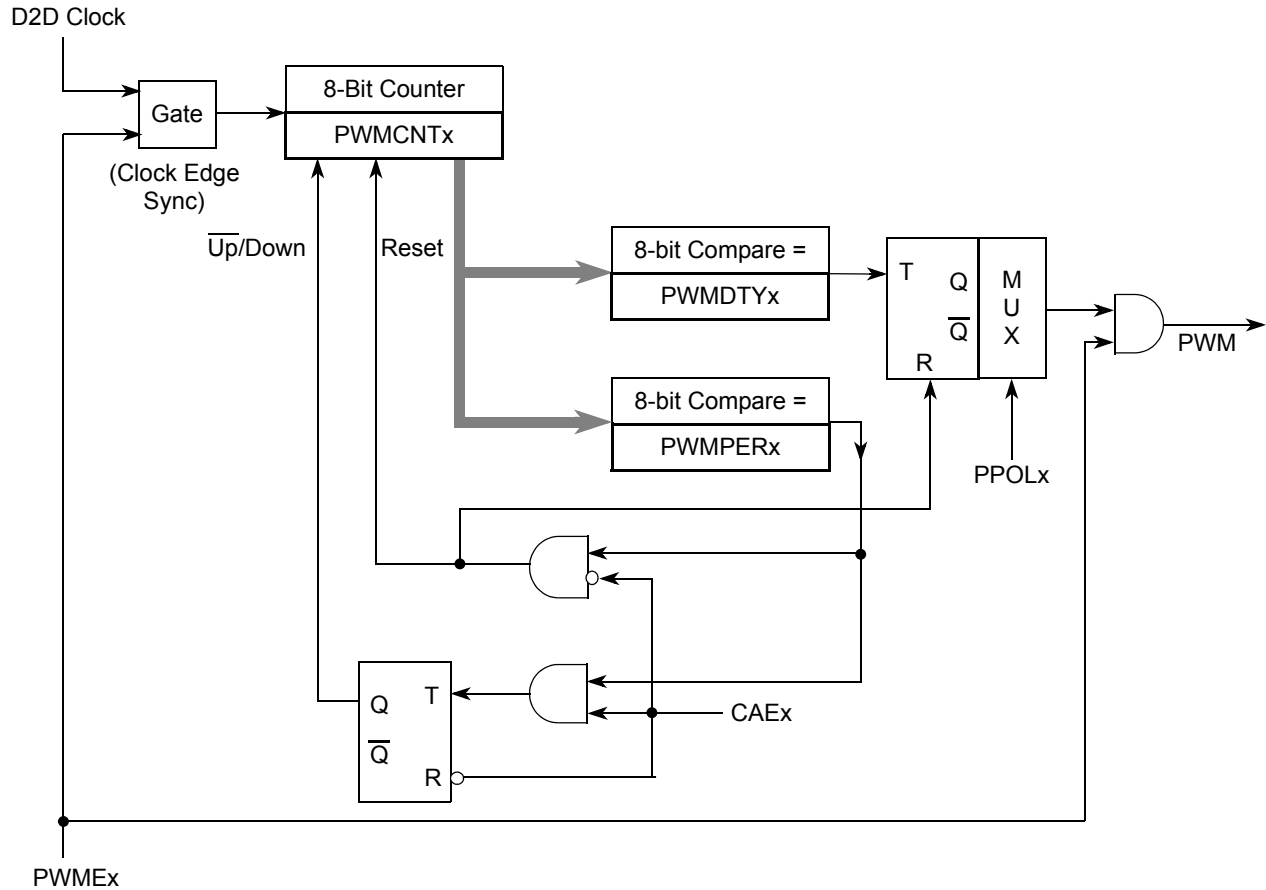 D2D Clock
8-Bit Counter
Gate
PWMCNTx
(Clock Edge
Sync)
U̅p̅/Down
Reset
8-bit Compare =
PWMDTYx
T
Q
Q̅
R
M
U
X
PWM
8-bit Compare =
PWMPERx
PPOLx
Q
T
Q̅
R
CAEx
PWMEx